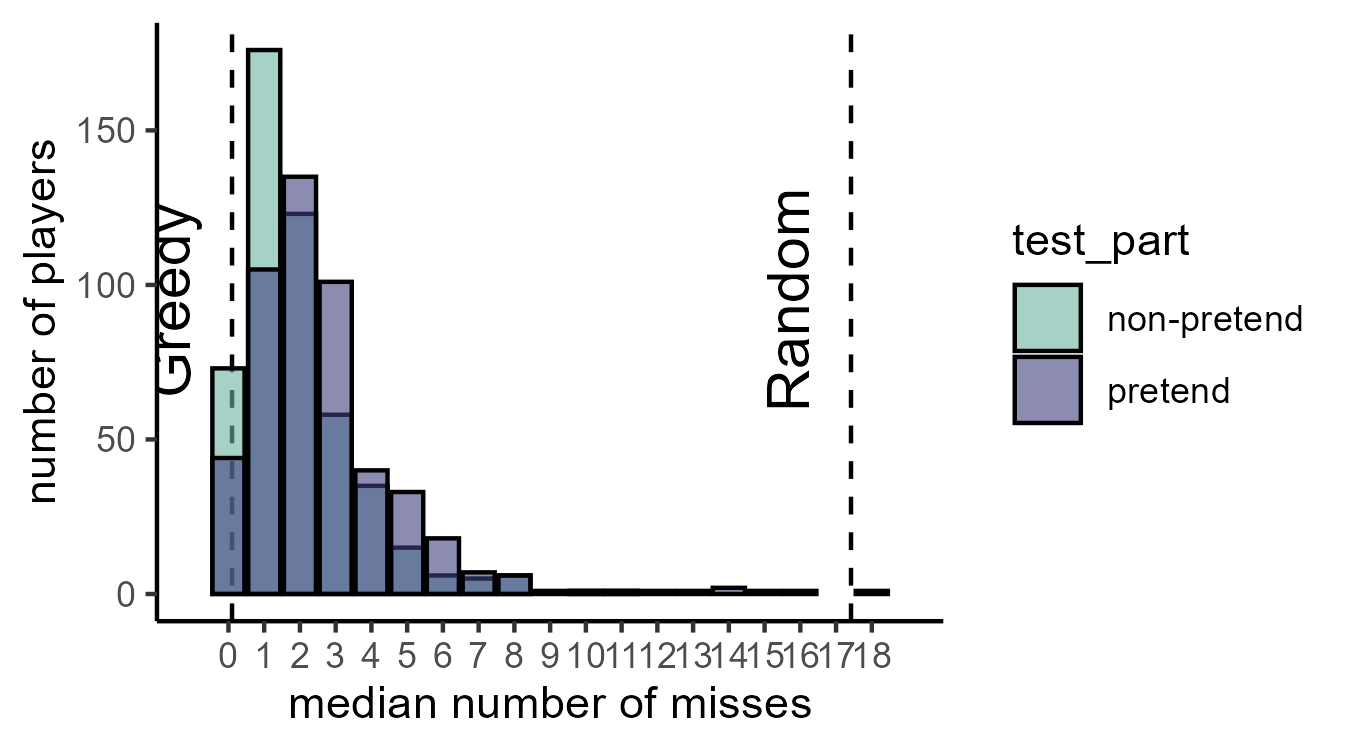 150
100
50
0
number of players
Greedy
Random
0 1 2 3 4 5 6 7 8 9 10 11 12 13 14 15 16 17 18
median number of misses
test_part
non-pretend
pretend